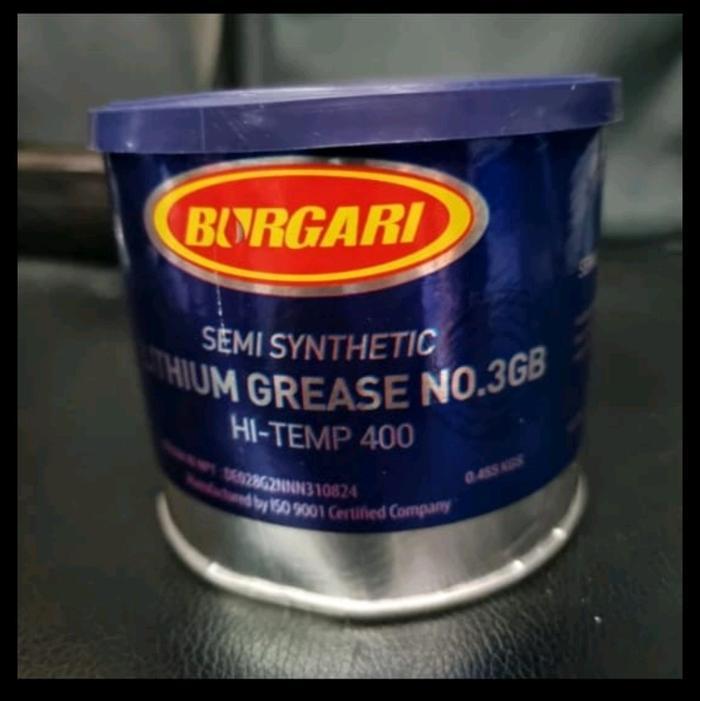 BURGARI
SEMI SYNTHETIC
LITHIUM GREASE NO.3GB
HI-TEMP 400
DE028G2NNN310824
0.455 KGS
Manufactured by ISO 9001 Certified Company